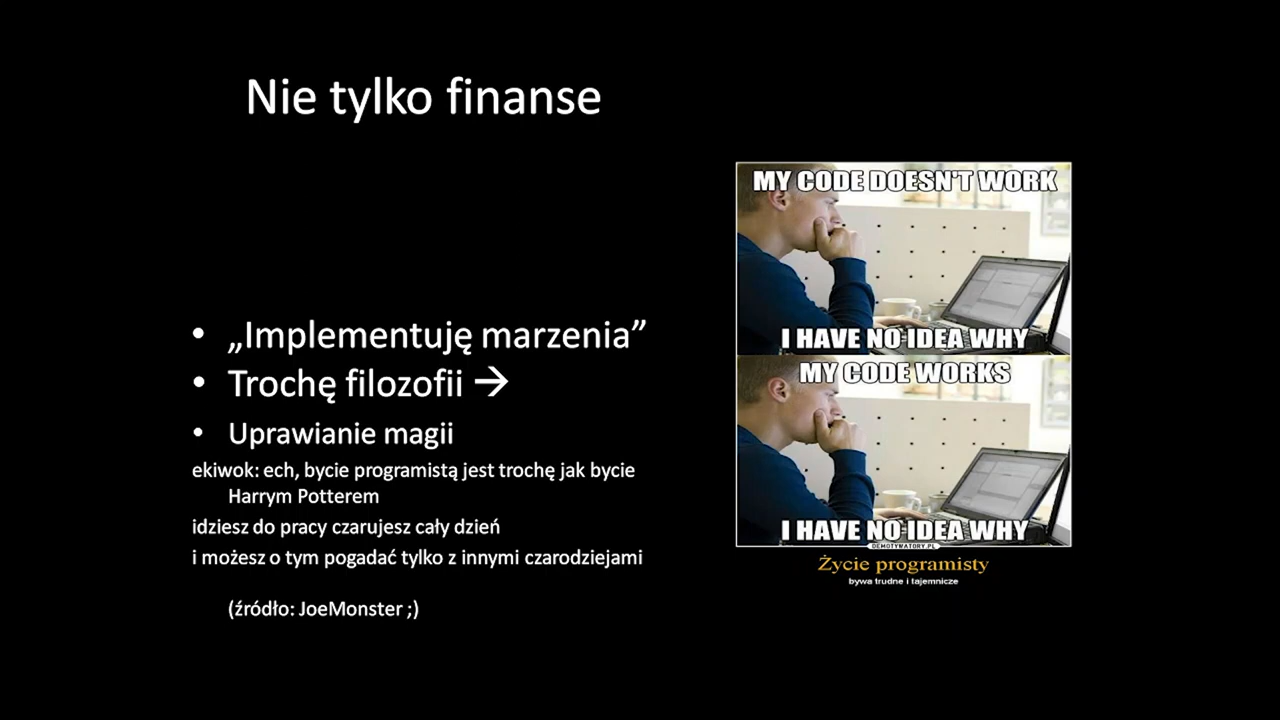 Nie tylko finanse
• „Implementuję marzenia”
• Trochę filozofii →
• Uprawianie magii
ekiwok: ech, bycie programistą jest trochę jak bycie
Harrym Potterem
idziesz do pracy czarujesz cały dzień
i możesz o tym pogadać tylko z innymi czarodziejami
(źródło: JoeMonster ;)
MY CODE DOESN'T WORK
I HAVE NO IDEA WHY
MY CODE WORKS
I HAVE NO IDEA WHY
DEMOTYWATORY.PL
Życie programisty
bywa trudne i tajemnicze